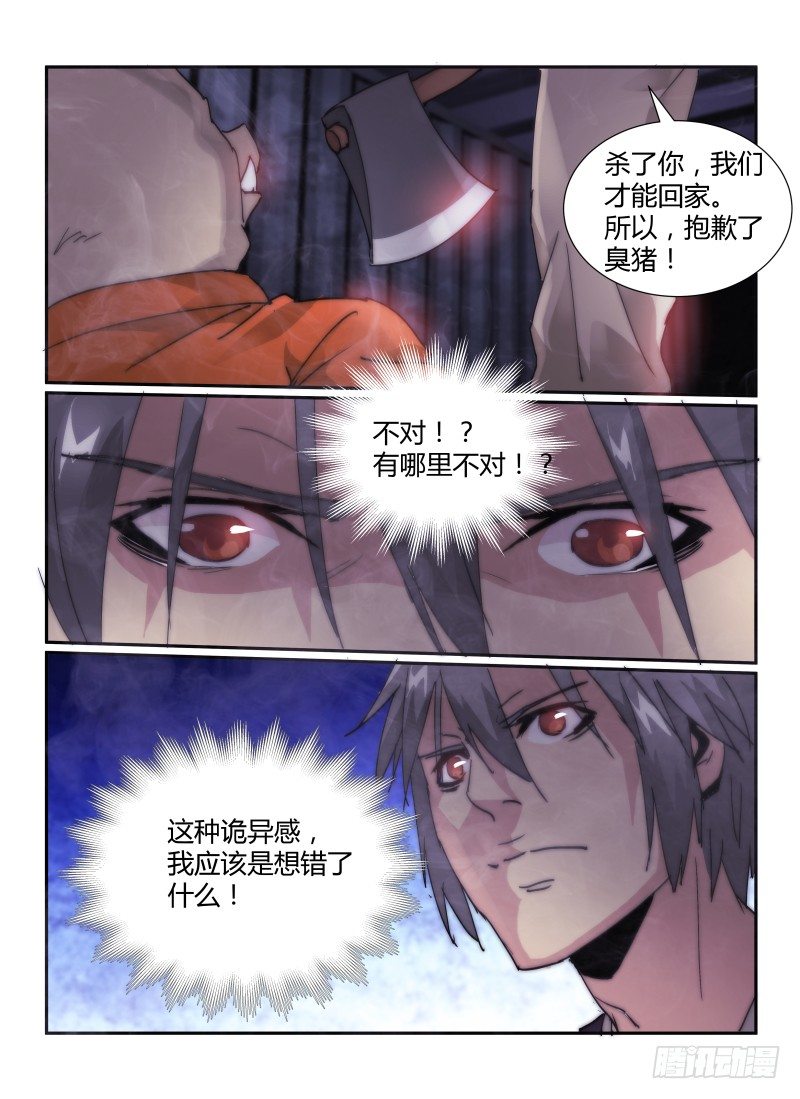 杀了你，我们
才能回家。
所以，抱歉了
臭猪！
不对！？
有哪里不对！？
这种诡异感，
我应该是想错了
什么！
腾讯动漫